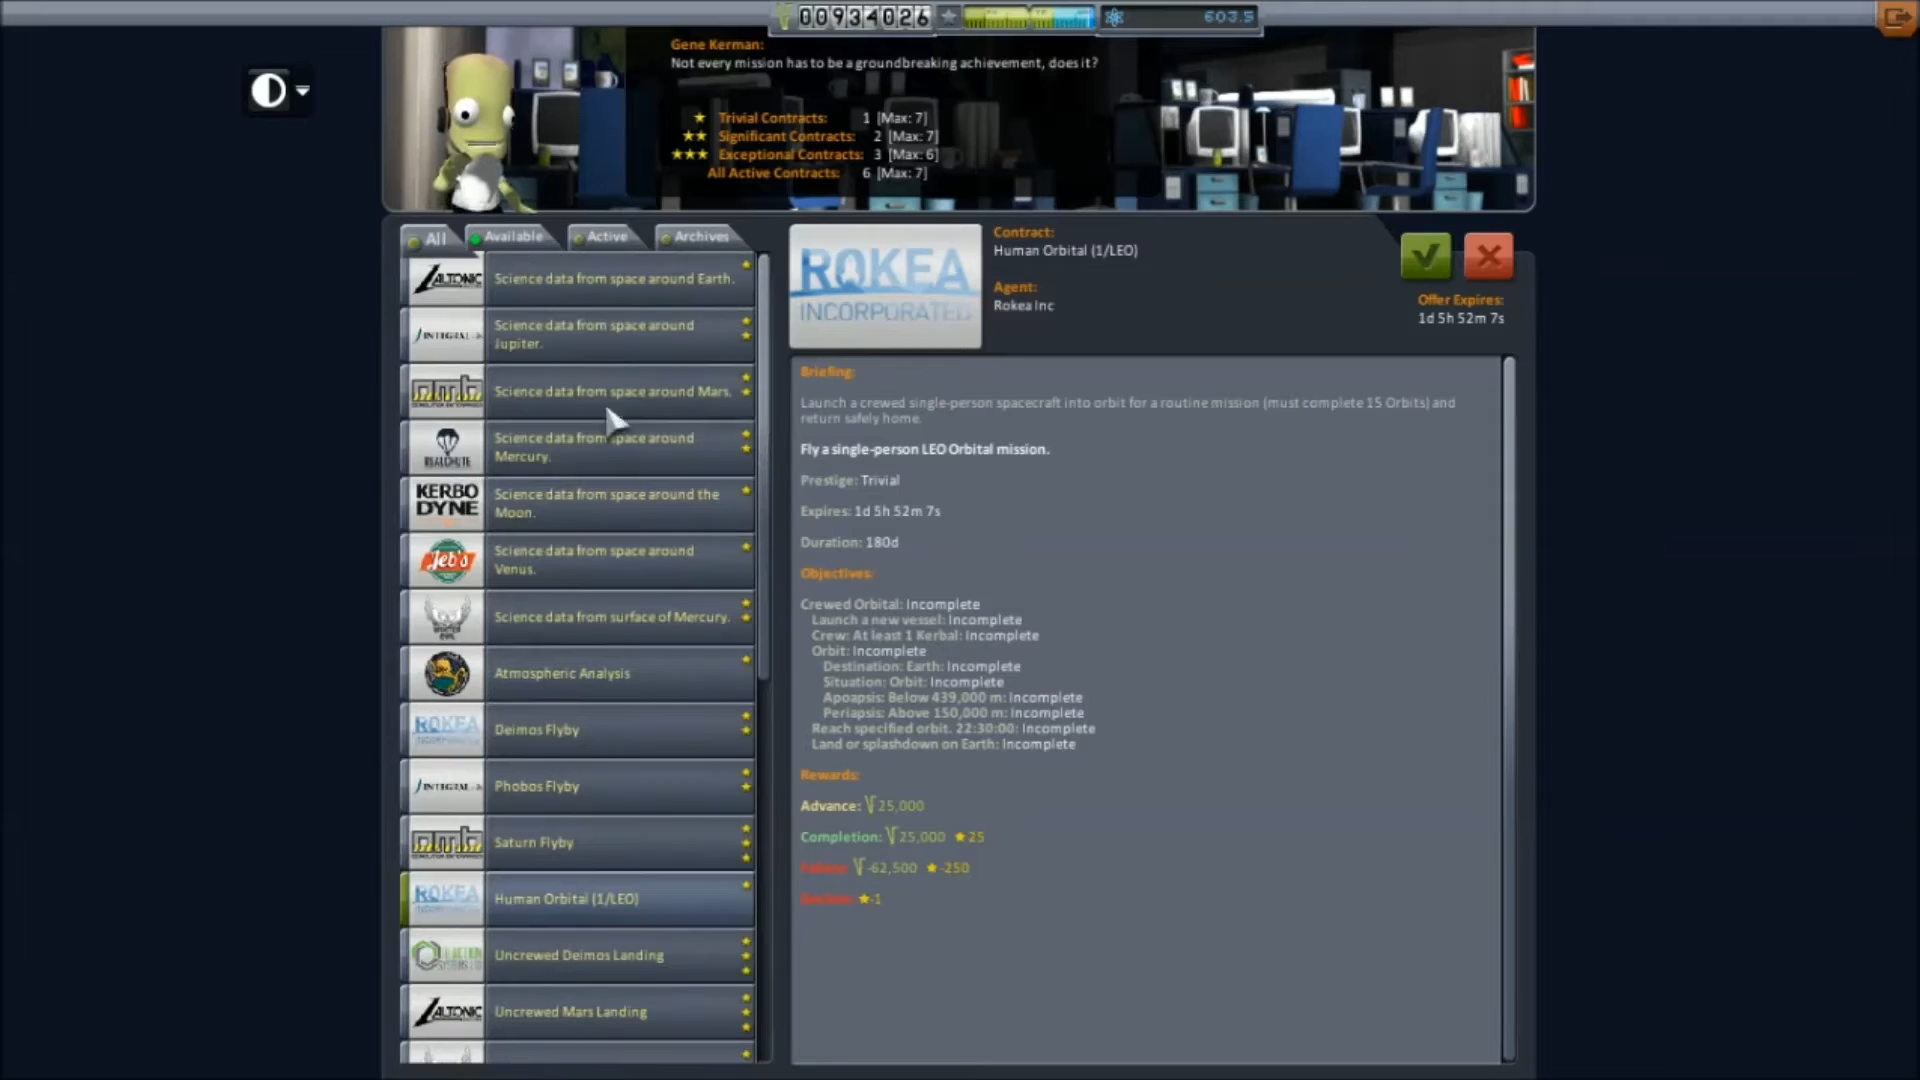 00934026
603.5
Gene Kerman:
Not every mission has to be a groundbreaking achievement, does it?
Trivial Contracts: 1 [Max: 7]
Significant Contracts: 2 [Max: 7]
Exceptional Contracts: 3 [Max: 6]
All Active Contracts: 6 [Max: 7]
All
Available
Active
Archives
Science data from space around Earth.
INTEGRAL
Science data from space around
Jupiter.
Science data from space around Mars.
REALCHUTE
Science data from space around
Mercury.
KERBO
DYNE
Science data from space around the
Moon.
Jeb's
Science data from space around
Venus.
Science data from surface of Mercury.
Atmospheric Analysis
ROKEA
INCORPORATED
Deimos Flyby
INTEGRAL
Phobos Flyby
Saturn Flyby
ROKEA
INCORPORATED
Human Orbital (1/LEO)
Uncrewed Deimos Landing
Uncrewed Mars Landing
ROKEA
INCORPORATED
Contract:
Human Orbital (1/LEO)
Agent:
Rokea Inc
Offer Expires:
1d 5h 52m 7s
Briefing:
Launch a crewed single-person spacecraft into orbit for a routine mission (must complete 15 Orbits) and
return safely home.
Fly a single-person LEO Orbital mission.
Prestige: Trivial
Expires: 1d 5h 52m 7s
Duration: 180d
Objectives:
Crewed Orbital: Incomplete
Launch a new vessel: Incomplete
Crew: At least 1 Kerbal: Incomplete
Orbit: Incomplete
Destination: Earth: Incomplete
Situation: Orbit: Incomplete
Apoapsis: Below 439,000 m: Incomplete
Periapsis: Above 150,000 m: Incomplete
Reach specified orbit. 22:30:00: Incomplete
Land or splashdown on Earth: Incomplete
Rewards:
Advance: 25,000
Completion: 25,000 25
Failure: -62,500 -250
Decline: -1